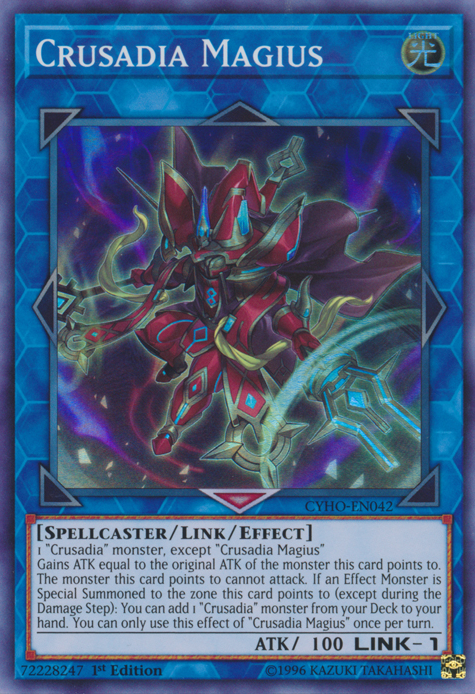 CRUSADIA MAGIUS
LIGHT
光
CYHO-EN042
[SPELLCASTER/LINK/EFFECT]
1 "Crusadia" monster, except "Crusadia Magius"
Gains ATK equal to the original ATK of the monster this card points to.
The monster this card points to cannot attack. If an Effect Monster is
Special Summoned to the zone this card points to (except during the
Damage Step): You can add 1 "Crusadia" monster from your Deck to your
hand. You can only use this effect of "Crusadia Magius" once per turn.
ATK/ 100 LINK-1
72228247 1st Edition ©1996 KAZUKI TAKAHASHI